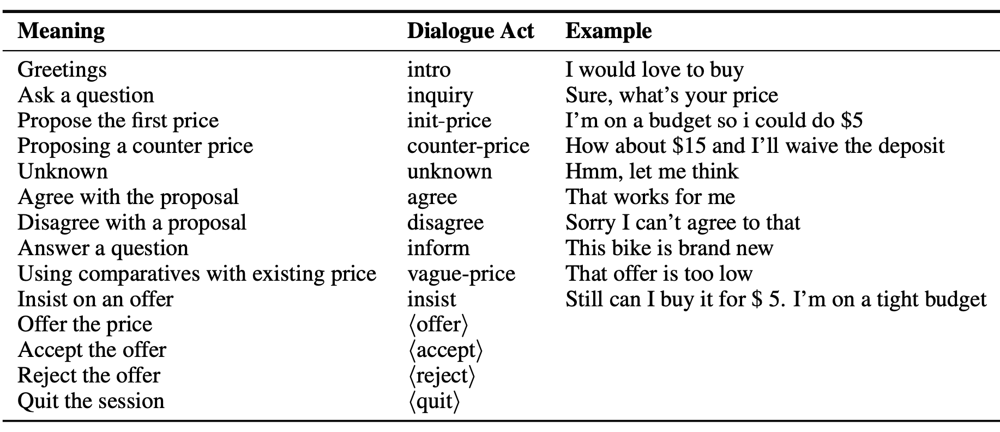 Meaning Dialogue Act Example
Greetings intro I would love to buy
Ask a question inquiry Sure, what’s your price
Propose the first price init-price I’m on a budget so i could do $5
Proposing a counter price counter-price How about $15 and I’ll waive the deposit
Unknown unknown Hmm, let me think
Agree with the proposal agree That works for me
Disagree with a proposal disagree Sorry I can’t agree to that
Answer a question inform This bike is brand new
Using comparatives with existing price vague-price That offer is too low
Insist on an offer insist Still can I buy it for $ 5. I’m on a tight budget
Offer the price ⟨offer⟩
Accept the offer ⟨accept⟩
Reject the offer ⟨reject⟩
Quit the session ⟨quit⟩